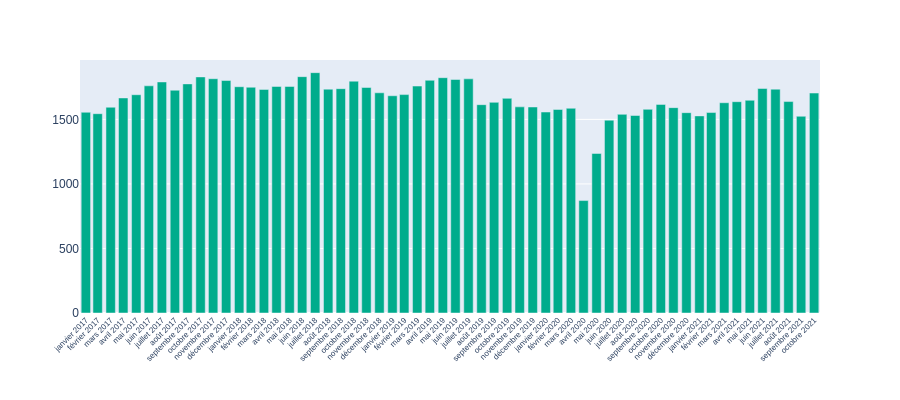 1500
1000
500
0
janvier 2017
février 2017
mars 2017
avril 2017
mai 2017
juin 2017
juillet 2017
août 2017
septembre 2017
octobre 2017
novembre 2017
décembre 2017
janvier 2018
février 2018
mars 2018
avril 2018
mai 2018
juin 2018
juillet 2018
août 2018
septembre 2018
octobre 2018
novembre 2018
décembre 2018
janvier 2019
février 2019
mars 2019
avril 2019
mai 2019
juin 2019
juillet 2019
août 2019
septembre 2019
octobre 2019
novembre 2019
décembre 2019
janvier 2020
février 2020
mars 2020
avril 2020
mai 2020
juin 2020
juillet 2020
août 2020
septembre 2020
octobre 2020
novembre 2020
décembre 2020
janvier 2021
février 2021
mars 2021
avril 2021
mai 2021
juin 2021
juillet 2021
août 2021
septembre 2021
octobre 2021